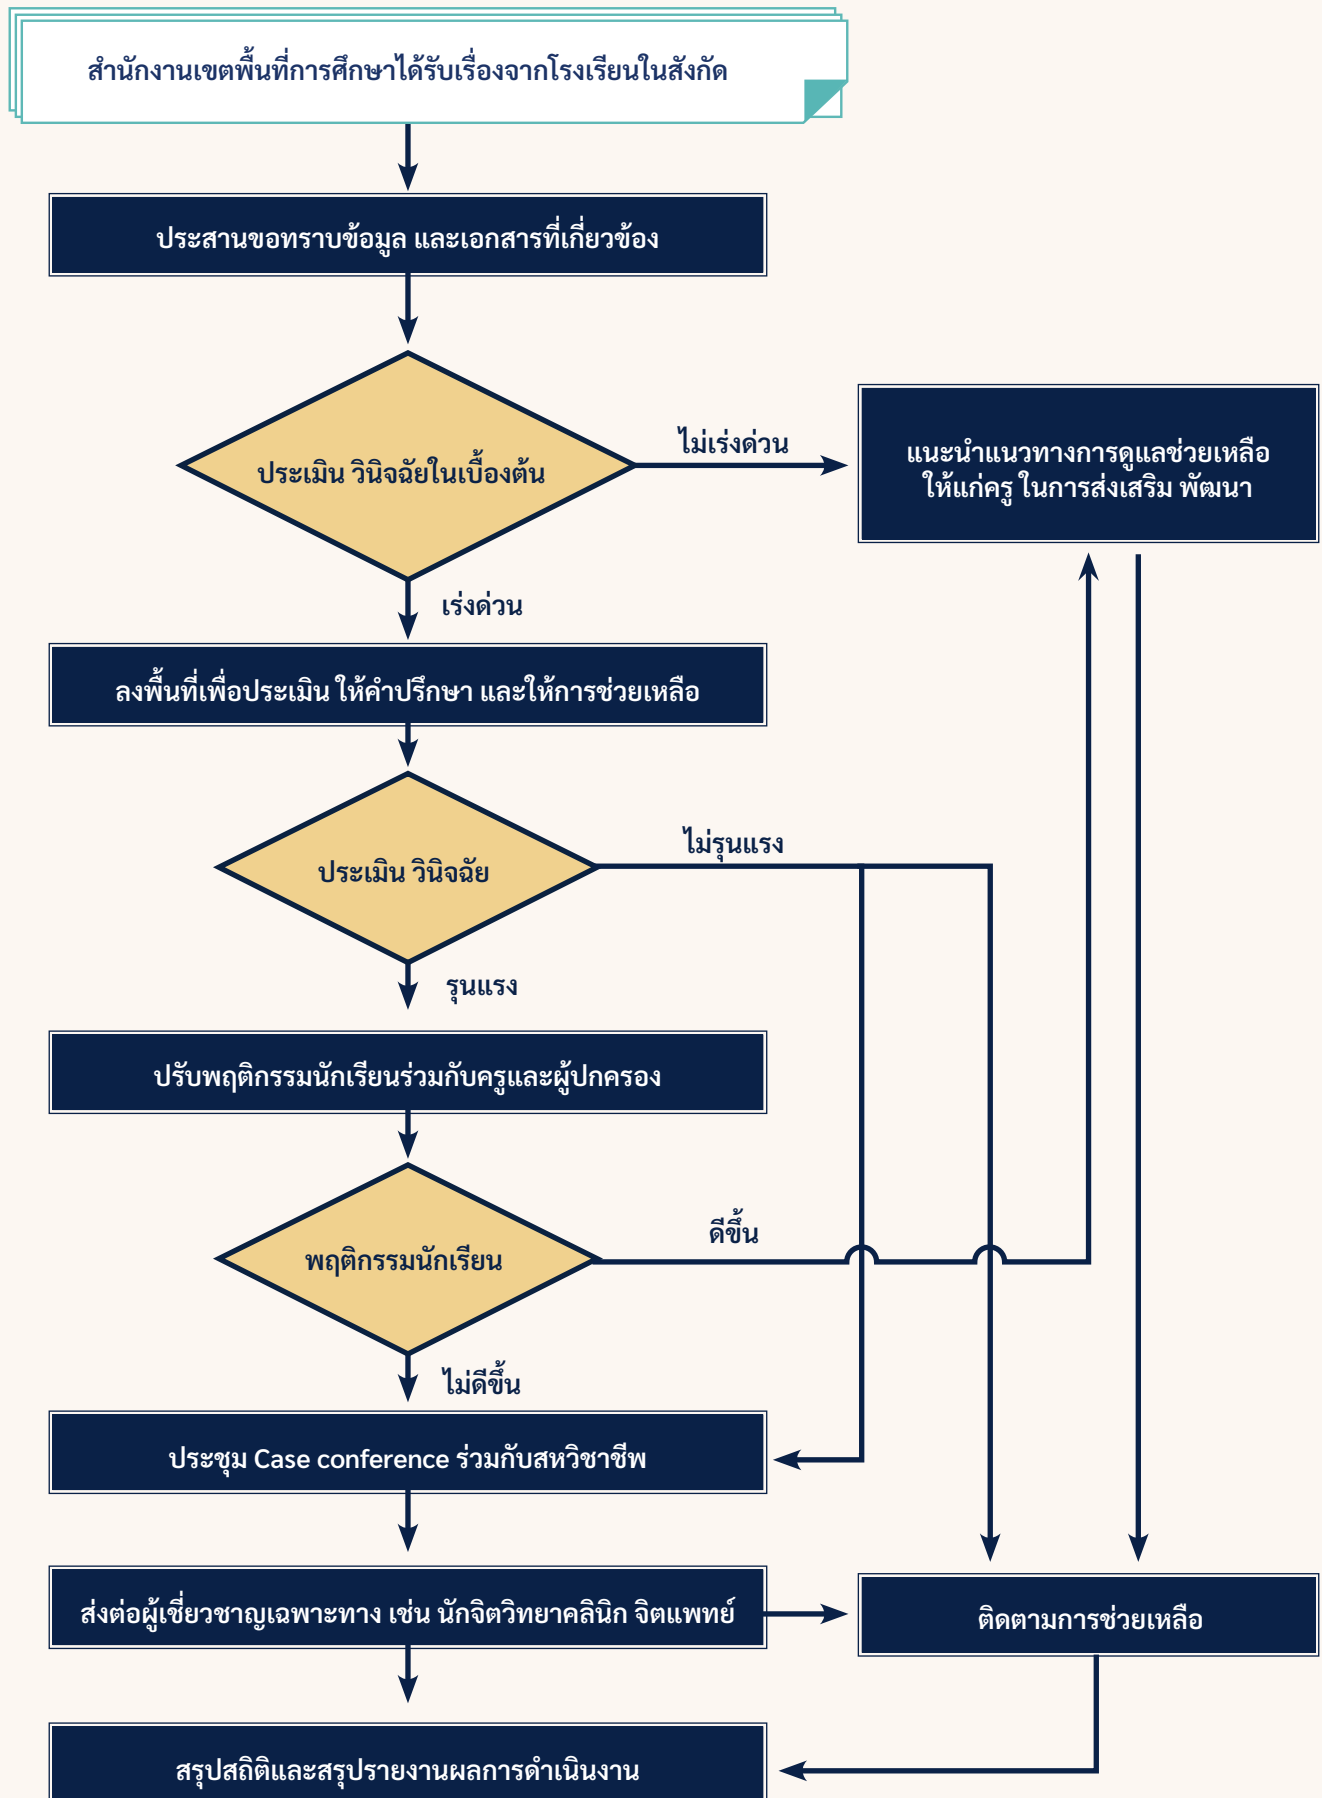 สำนักงานเขตพื้นที่การศึกษาได้รับเรื่องจากโรงเรียนในสังกัด
ประสานขอทราบข้อมูล และเอกสารที่เกี่ยวข้อง
ประเมิน วินิจฉัยในเบื้องต้น
ไม่เร่งด่วน
แนะนำแนวทางการดูแลช่วยเหลือ
ให้แก่ครู ในการส่งเสริม พัฒนา
เร่งด่วน
ลงพื้นที่เพื่อประเมิน ให้คำปรึกษา และให้การช่วยเหลือ
ประเมิน วินิจฉัย
ไม่รุนแรง
รุนแรง
ปรับพฤติกรรมนักเรียนร่วมกับครูและผู้ปกครอง
พฤติกรรมนักเรียน
ดีขึ้น
ไม่ดีขึ้น
ประชุม Case conference ร่วมกับสหวิชาชีพ
ส่งต่อผู้เชี่ยวชาญเฉพาะทาง เช่น นักจิตวิทยาคลินิก จิตแพทย์
ติดตามการช่วยเหลือ
สรุปสถิติและสรุปรายงานผลการดำเนินงาน